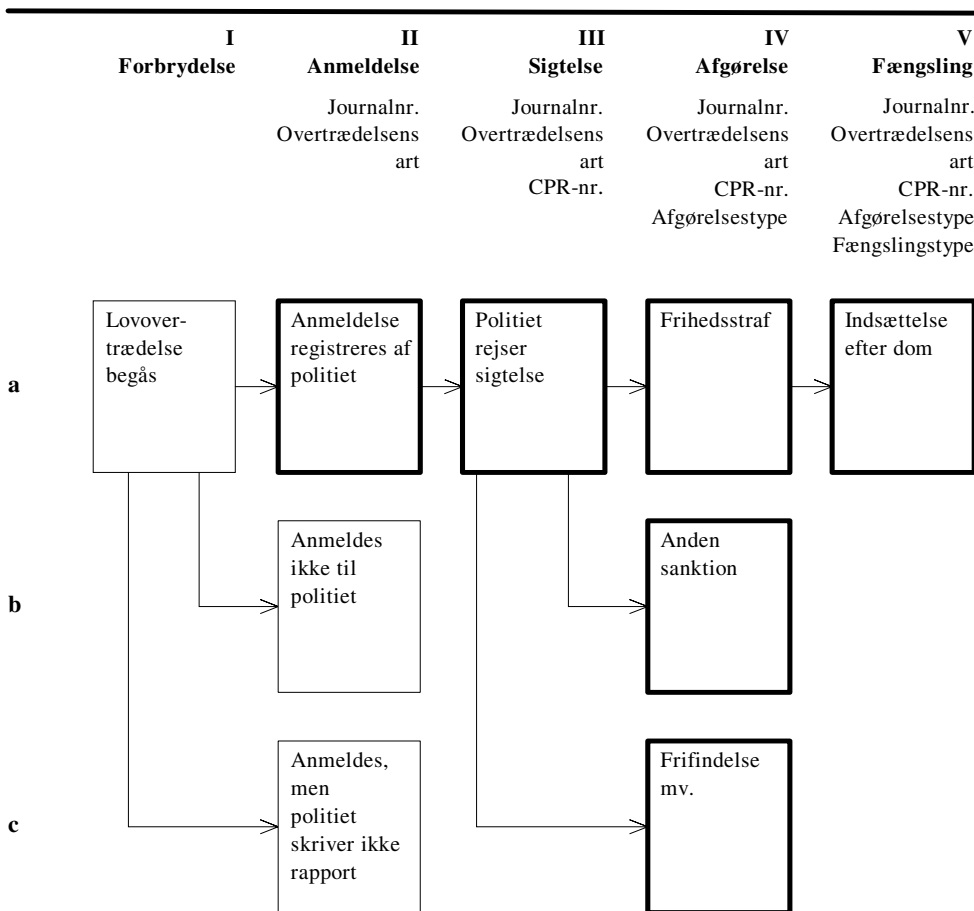 I
Forbrydelse
II
Anmeldelse
Journalnr.
Overtrædelsens
art
III
Sigtelse
Journalnr.
Overtrædelsens
art
CPR-nr.
IV
Afgørelse
Journalnr.
Overtrædelsens
art
CPR-nr.
Afgørelsestype
V
Fængsling
Journalnr.
Overtrædelsens
art
CPR-nr.
Afgørelsestype
Fængslingstype
a
Lovover-
trædelse
begås
Anmeldelse
registreres af
politiet
Politiet
rejser
sigtelse
Frihedsstraf
Indsættelse
efter dom
b
Anmeldes
ikke til
politiet
Anden
sanktion
c
Anmeldes,
men
politiet
skriver ikke
rapport
Frifindelse
mv.